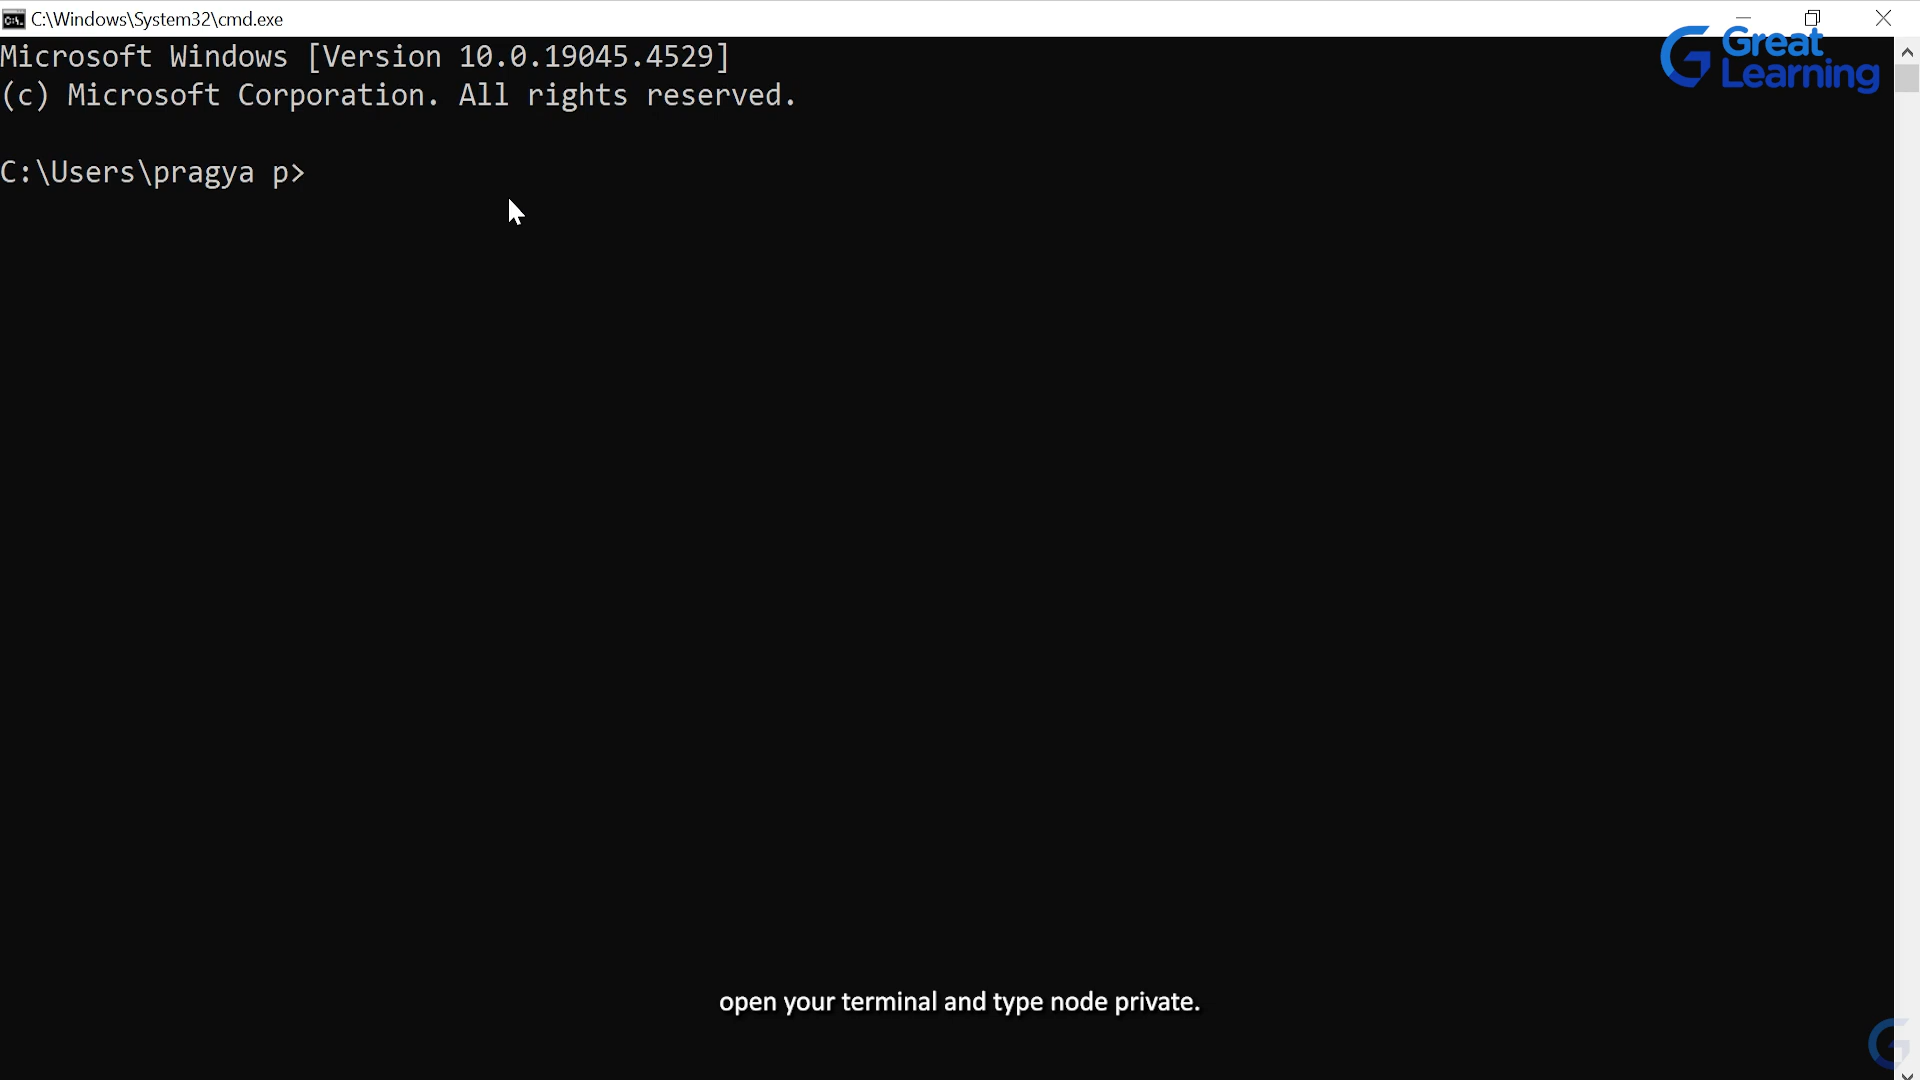 C:\Windows\System32\cmd.exe
Great
Learning
Microsoft Windows [Version 10.0.19045.4529]
(c) Microsoft Corporation. All rights reserved.
C:\Users\pragya p>
open your terminal and type node private.